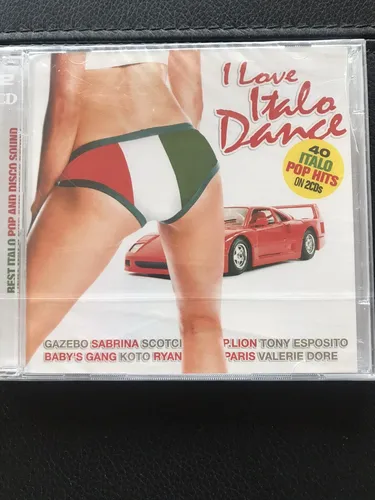 I Love
Italo
Dance
40
ITALO
POP HITS
ON 2CDs
BEST ITALO POP AND DISCO SOUND
GAZEBO SABRINA SCOTCH P.LION TONY ESPOSITO
BABY'S GANG KOTO RYAN PARIS VALERIE DORE